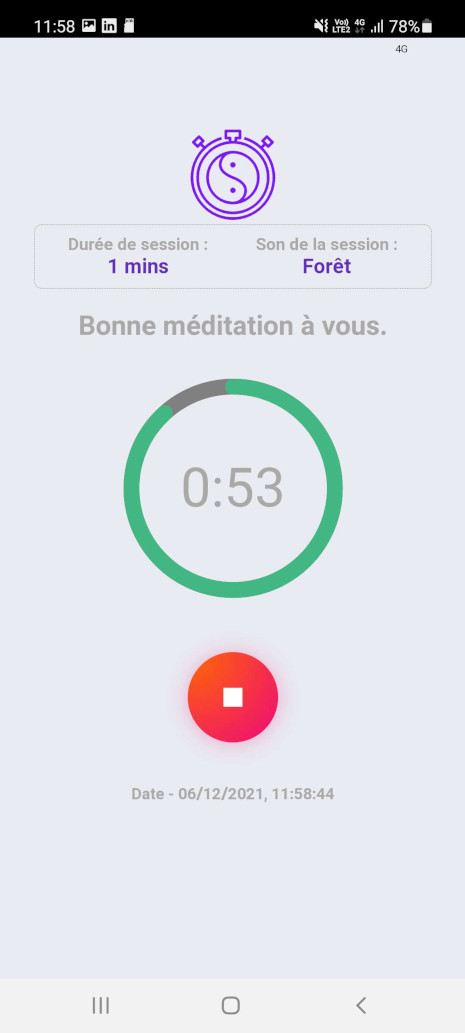 11:58
Vo))
LTE2
4G
78%
4G
Durée de session :
Son de la session :
1 mins
Forêt
Bonne méditation à vous.
0:53
Date - 06/12/2021, 11:58:44